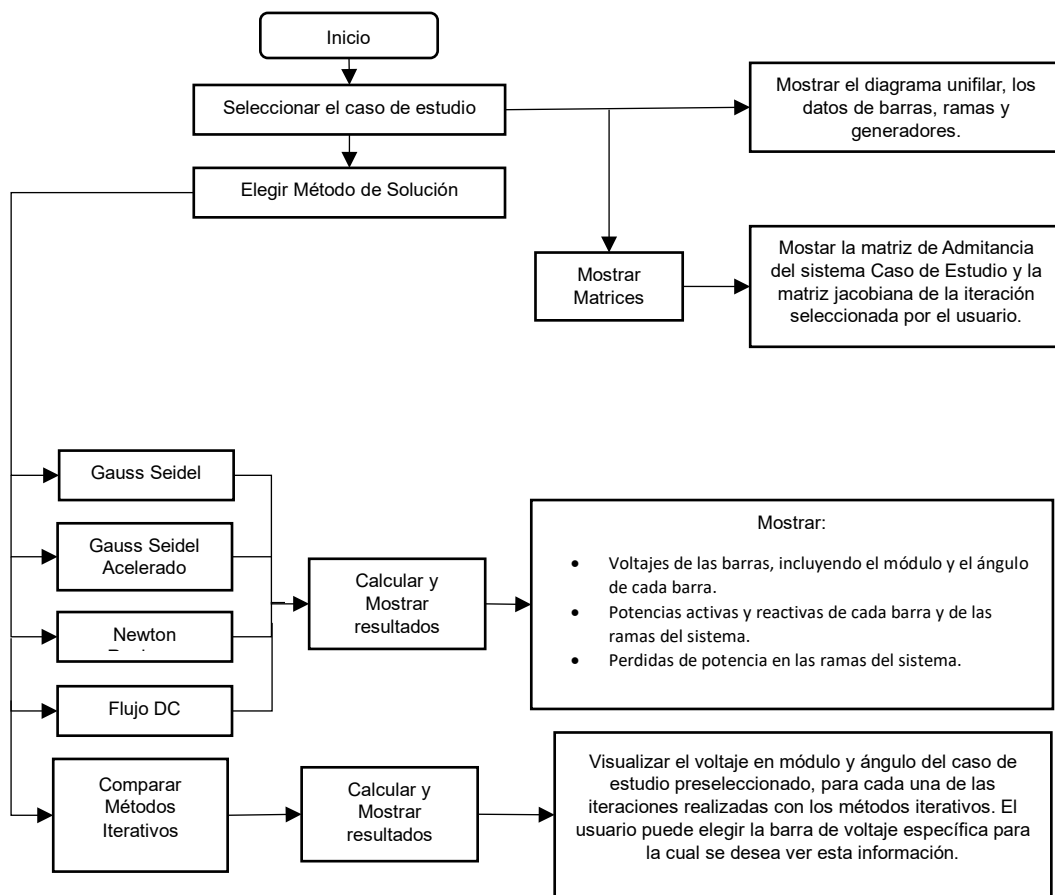 Inicio
Seleccionar el caso de estudio
Mostrar el diagrama unifilar, los
datos de barras, ramas y
generadores.
Elegir Método de Solución
Mostrar
Matrices
Mostar la matriz de Admitancia
del sistema Caso de Estudio y la
matriz jacobiana de la iteración
seleccionada por el usuario.
Gauss Seidel
Gauss Seidel
Acelerado
Newton
Flujo DC
Calcular y
Mostrar
resultados
Mostrar:
• Voltajes de las barras, incluyendo el módulo y el ángulo
de cada barra.
• Potencias activas y reactivas de cada barra y de las
ramas del sistema.
• Perdidas de potencia en las ramas del sistema.
Comparar
Métodos
Iterativos
Calcular y
Mostrar
resultados
Visualizar el voltaje en módulo y ángulo del caso de
estudio preseleccionado, para cada una de las
iteraciones realizadas con los métodos iterativos. El
usuario puede elegir la barra de voltaje específica para
la cual se desea ver esta información.